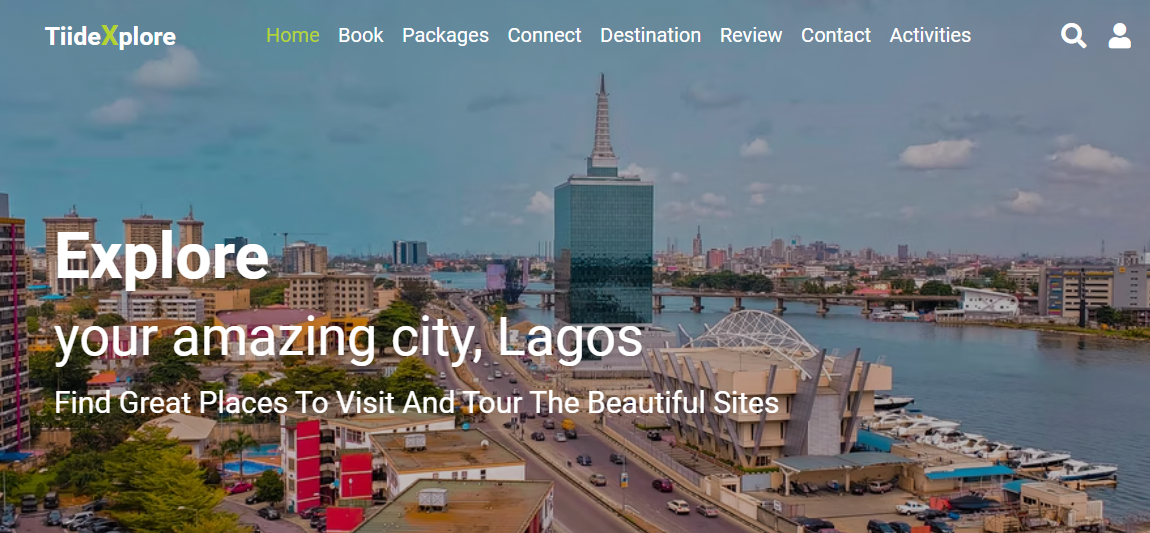 TiideXplore
Home Book Packages Connect Destination Review Contact Activities
Explore
your amazing city, Lagos
Find Great Places To Visit And Tour The Beautiful Sites